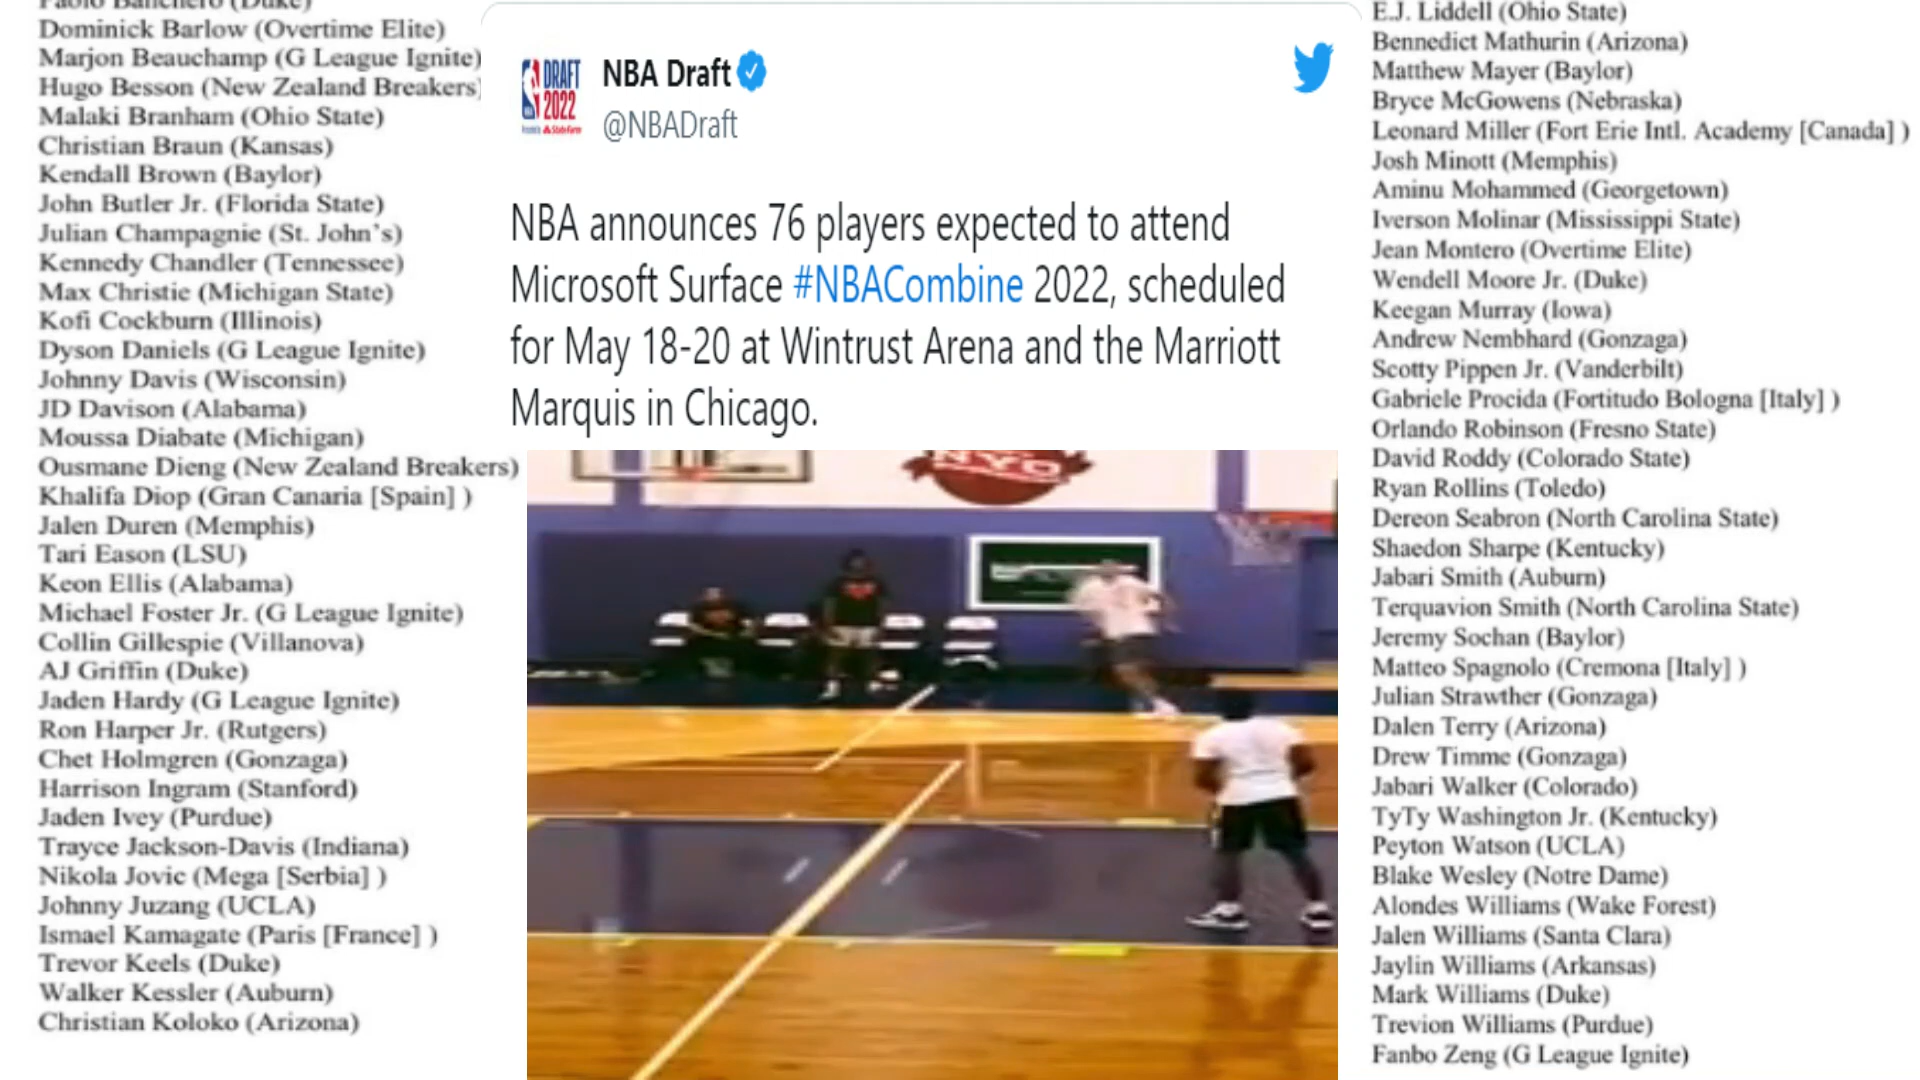 Paolo Banchero (Duke)
Dominick Barlow (Overtime Elite)
Marjon Beauchamp (G League Ignite)
Hugo Besson (New Zealand Breakers)
Malaki Branham (Ohio State)
Christian Braun (Kansas)
Kendall Brown (Baylor)
John Butler Jr. (Florida State)
Julian Champagnie (St. John's)
Kennedy Chandler (Tennessee)
Max Christie (Michigan State)
Kofi Cockburn (Illinois)
Dyson Daniels (G League Ignite)
Johnny Davis (Wisconsin)
JD Davison (Alabama)
Moussa Diabate (Michigan)
Ousmane Dieng (New Zealand Breakers)
Khalifa Diop (Gran Canaria [Spain] )
Jalen Duren (Memphis)
Tari Eason (LSU)
Keon Ellis (Alabama)
Michael Foster Jr. (G League Ignite)
Collin Gillespie (Villanova)
AJ Griffin (Duke)
Jaden Hardy (G League Ignite)
Ron Harper Jr. (Rutgers)
Chet Holmgren (Gonzaga)
Harrison Ingram (Stanford)
Jaden Ivey (Purdue)
Trayce Jackson-Davis (Indiana)
Nikola Jovic (Mega [Serbia] )
Johnny Juzang (UCLA)
Ismael Kamagate (Paris [France] )
Trevor Keels (Duke)
Walker Kessler (Auburn)
Christian Koloko (Arizona)
DRAFT
2022
NBA
StateFarm
NBA Draft
@NBADraft
NBA announces 76 players expected to attend
Microsoft Surface #NBACombine 2022, scheduled
for May 18-20 at Wintrust Arena and the Marriott
Marquis in Chicago.
E.J. Liddell (Ohio State)
Bennedict Mathurin (Arizona)
Matthew Mayer (Baylor)
Bryce McGowens (Nebraska)
Leonard Miller (Fort Erie Intl. Academy [Canada] )
Josh Minott (Memphis)
Aminu Mohammed (Georgetown)
Iverson Molinar (Mississippi State)
Jean Montero (Overtime Elite)
Wendell Moore Jr. (Duke)
Keegan Murray (Iowa)
Andrew Nembhard (Gonzaga)
Scotty Pippen Jr. (Vanderbilt)
Gabriele Procida (Fortitudo Bologna [Italy] )
Orlando Robinson (Fresno State)
David Roddy (Colorado State)
Ryan Rollins (Toledo)
Dereon Seabron (North Carolina State)
Shaedon Sharpe (Kentucky)
Jabari Smith (Auburn)
Terquavion Smith (North Carolina State)
Jeremy Sochan (Baylor)
Matteo Spagnolo (Cremona [Italy] )
Julian Strawther (Gonzaga)
Dalen Terry (Arizona)
Drew Timme (Gonzaga)
Jabari Walker (Colorado)
TyTy Washington Jr. (Kentucky)
Peyton Watson (UCLA)
Blake Wesley (Notre Dame)
Alondes Williams (Wake Forest)
Jalen Williams (Santa Clara)
Jaylin Williams (Arkansas)
Mark Williams (Duke)
Trevion Williams (Purdue)
Fanbo Zeng (G League Ignite)